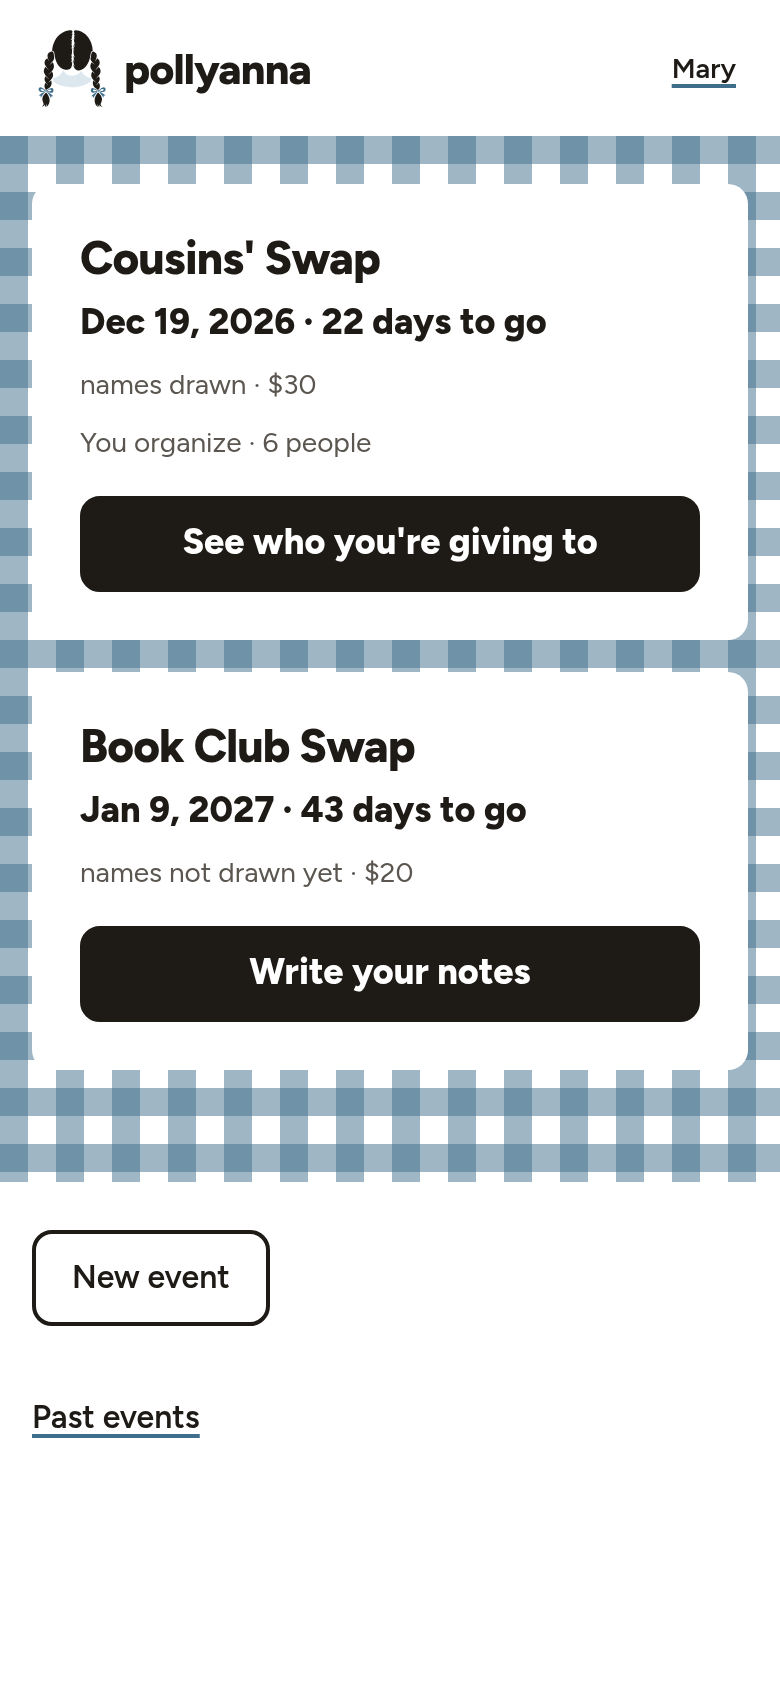 pollyanna
Mary
Cousins' Swap
Dec 19, 2026 · 22 days to go
names drawn · $30
You organize · 6 people
See who you're giving to
Book Club Swap
Jan 9, 2027 · 43 days to go
names not drawn yet · $20
Write your notes
New event
Past events